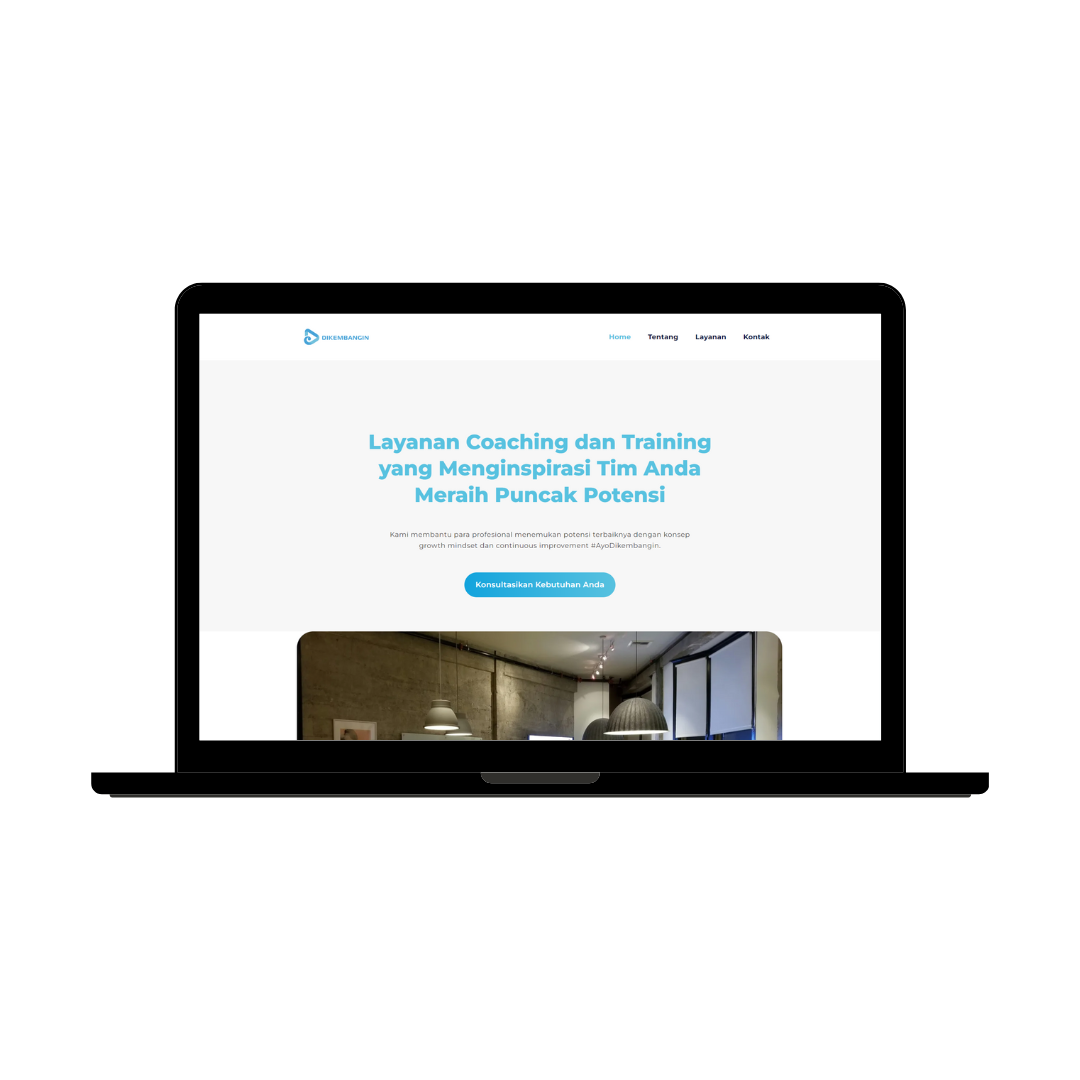 DIKEMBANGIN
Home Tentang Layanan Kontak
Layanan Coaching dan Training
yang Menginspirasi Tim Anda
Meraih Puncak Potensi
Kami membantu para profesional menemukan potensi terbaiknya dengan konsep
growth mindset dan continuous improvement #AyoDikembangin.
Konsultasikan Kebutuhan Anda